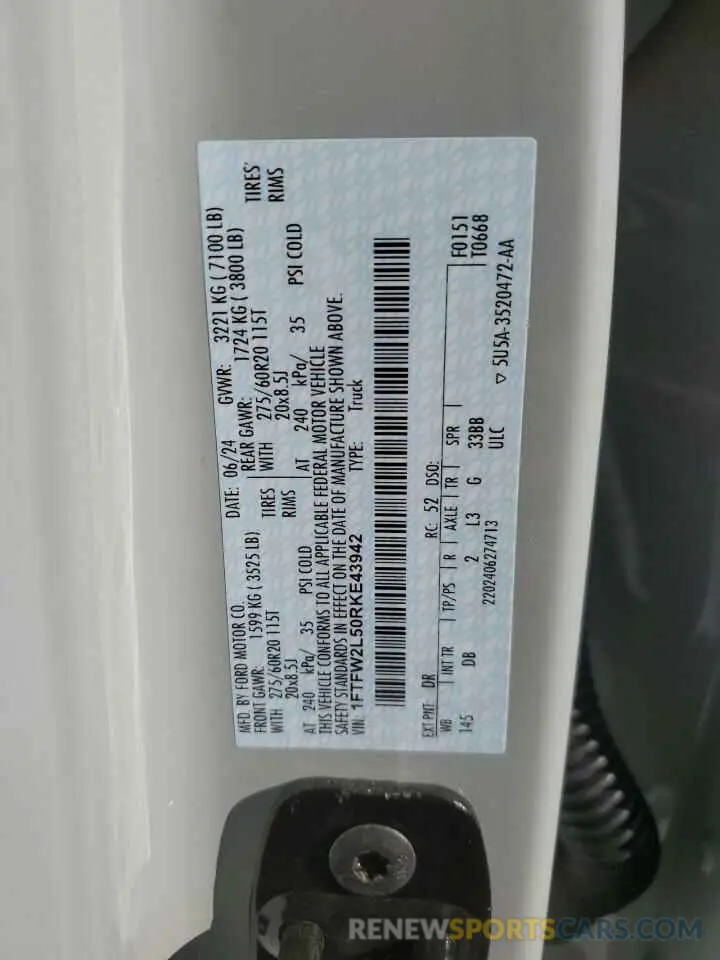 MFD. BY FORD MOTOR CO. DATE: 06/24 GVWR: 3221 KG ( 7100 LB)
FRONT GAWR: 1599 KG ( 3525 LB) REAR GAWR: 1724 KG ( 3800 LB)
WITH 275/60R20 115T TIRES WITH 275/60R20 115T TIRES'
20x8.5J RIMS 20x8.5J RIMS
AT 240 kPa/ 35 PSI COLD AT 240 kPa/ 35 PSI COLD
THIS VEHICLE CONFORMS TO ALL APPLICABLE FEDERAL MOTOR VEHICLE
SAFETY STANDARDS IN EFFECT ON THE DATE OF MANUFACTURE SHOWN ABOVE.
VIN: 1FTFW2L50RKE43942 TYPE: Truck
F0151
T0668
EXT PNT: DR RC: 52 DSO:
WB INT TR TP/PS R AXLE TR SPR
145 DB 2 L3 G 33BB
2202406274713 ULC
▽ 5U5A-3520472-AA
RENEWSPORTSCARS.COM